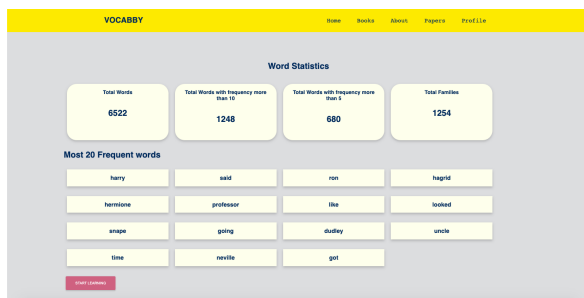 VOCABBY
Home Books About Papers Profile
Word Statistics
Total Words
6522
Total Words with frequency more
than 10
1248
Total Words with frequency more
than 5
680
Total Families
1254
Most 20 Frequent words
harry said ron hagrid
hermione professor like looked
snape going dudley uncle
time neville got
START LEARNING